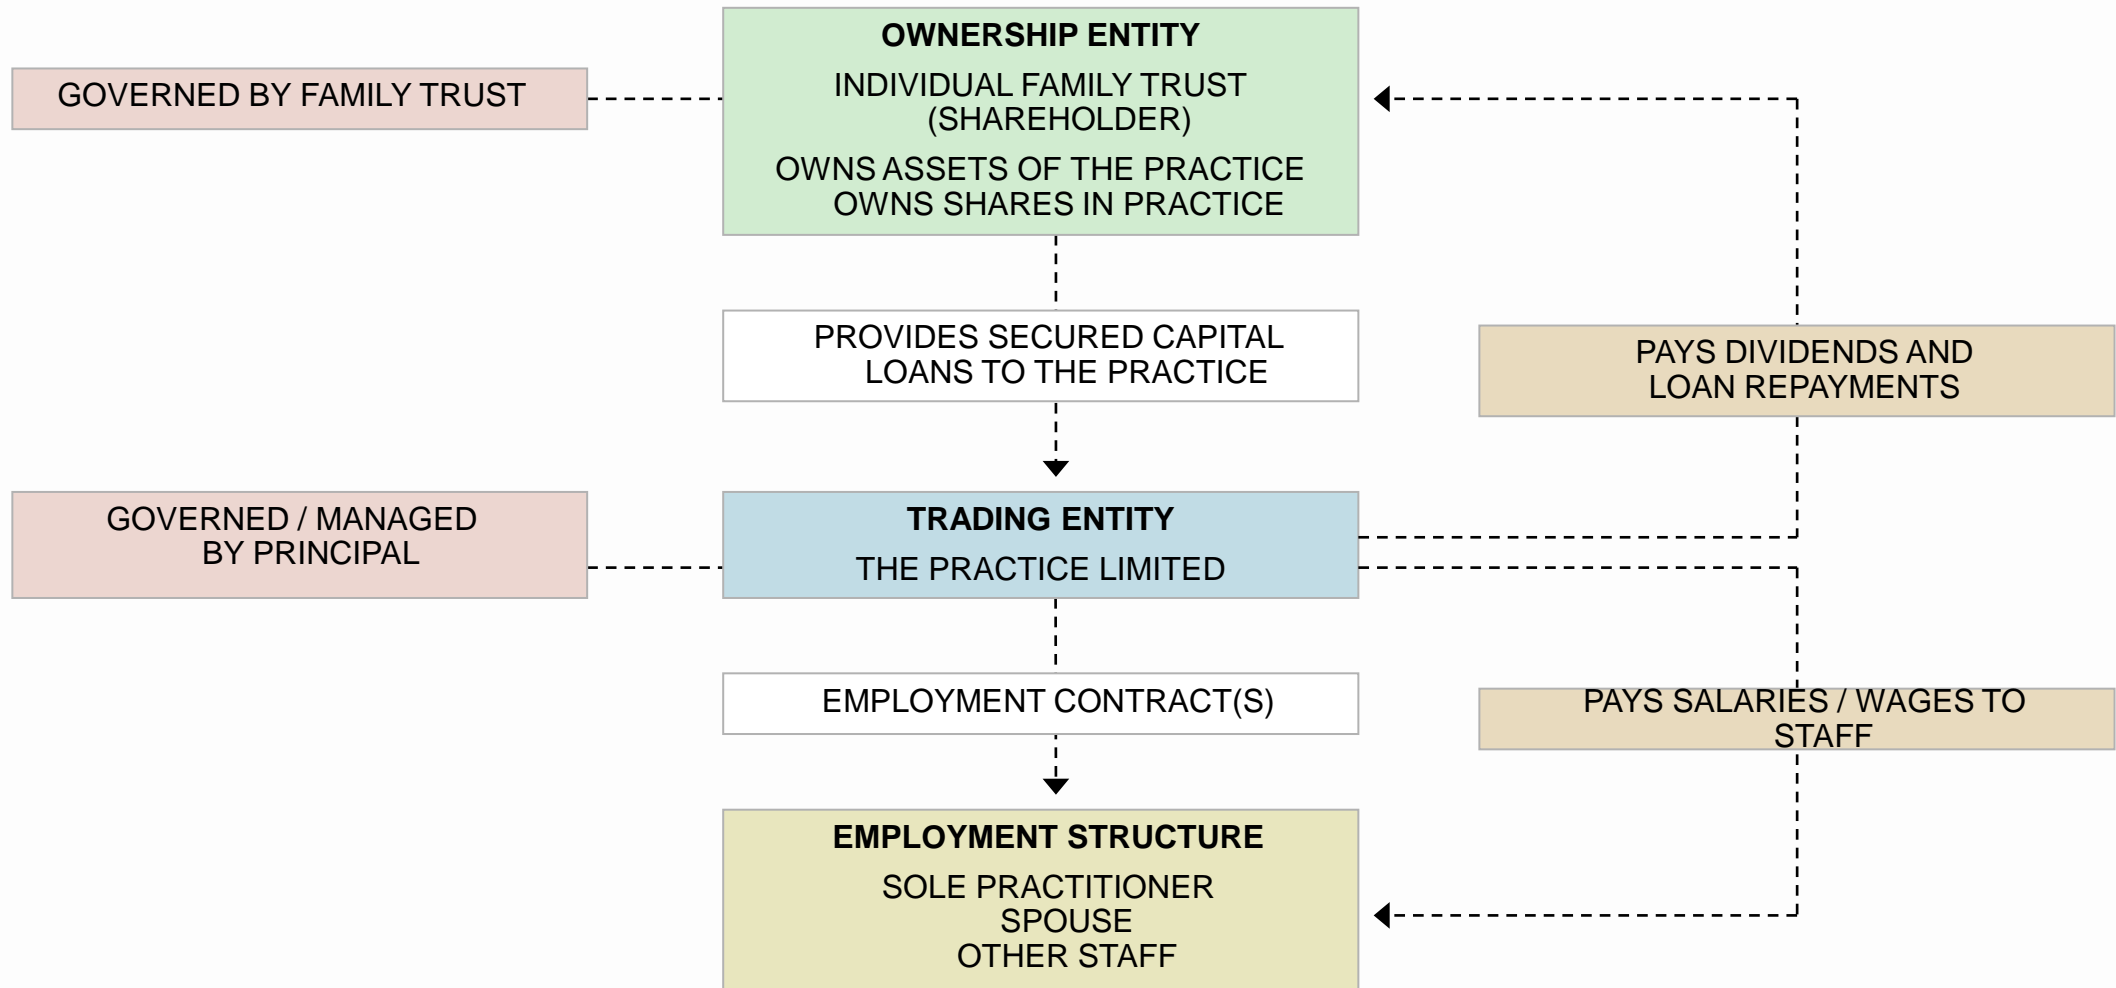 OWNERSHIP ENTITY
INDIVIDUAL FAMILY TRUST
(SHAREHOLDER)
OWNS ASSETS OF THE PRACTICE
OWNS SHARES IN PRACTICE
GOVERNED BY FAMILY TRUST
PROVIDES SECURED CAPITAL
LOANS TO THE PRACTICE
PAYS DIVIDENDS AND
LOAN REPAYMENTS
GOVERNED / MANAGED
BY PRINCIPAL
TRADING ENTITY
THE PRACTICE LIMITED
EMPLOYMENT CONTRACT(S)
PAYS SALARIES / WAGES TO
STAFF
EMPLOYMENT STRUCTURE
SOLE PRACTITIONER
SPOUSE
OTHER STAFF